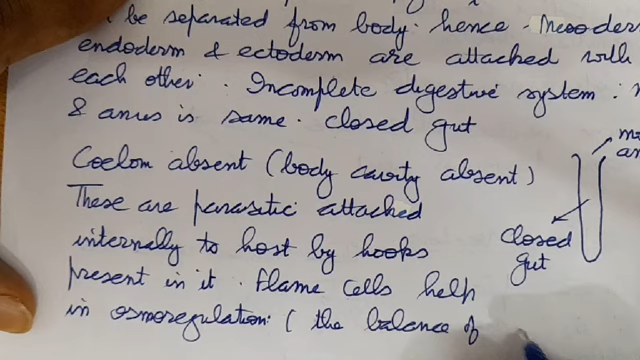 be separated from body. hence. Mesoder
endoderm & ectoderm are attached with
each other. Incomplete digestive system :
& anus is same. closed gut
Coelom absent (body cavity absent)
These are parasitic attached
internally to host by hooks
present in it. Flame cells help
in osmoregulation: ( the balance of
closed
gut